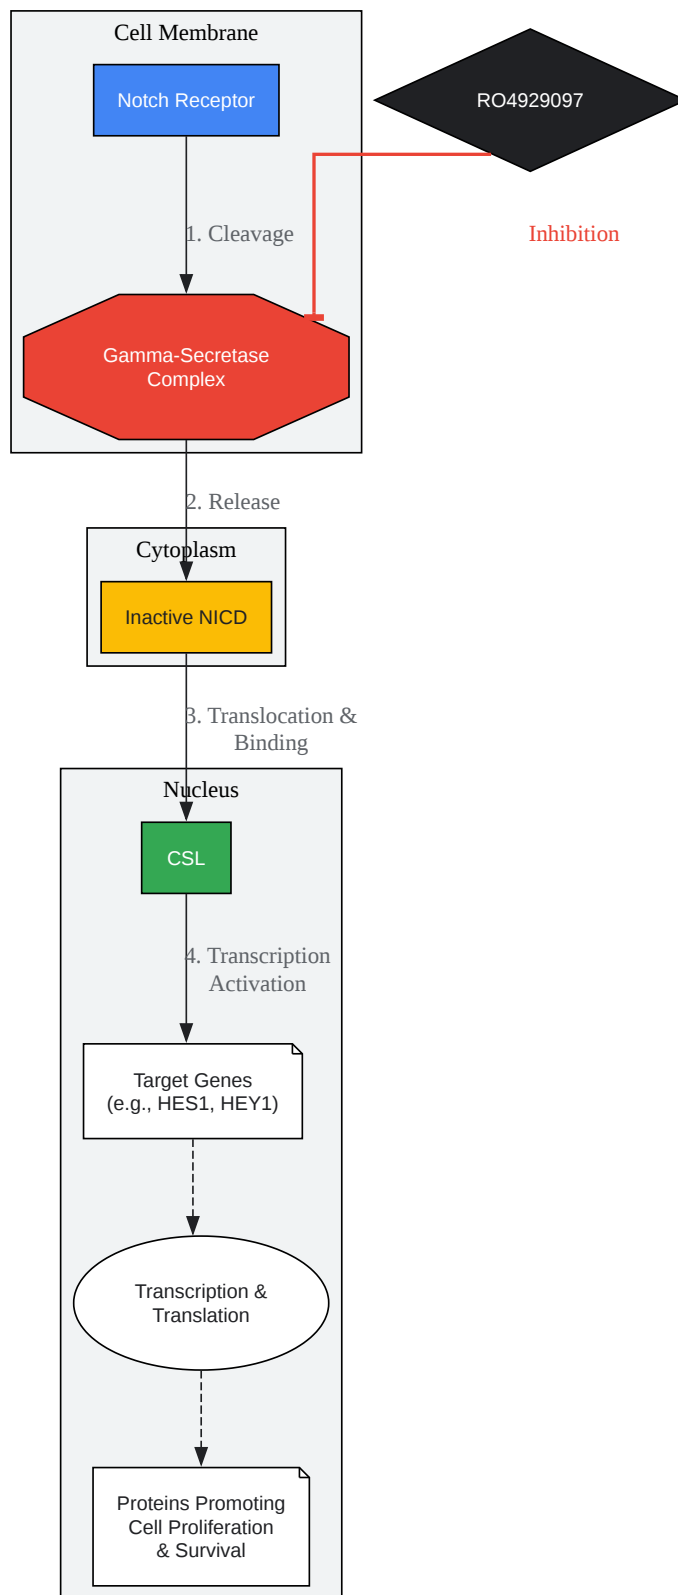 Cell Membrane
Notch Receptor
RO4929097
1. Cleavage
Inhibition
Gamma-Secretase
Complex
2. Release
Cytoplasm
Inactive NICD
3. Translocation &
Binding
Nucleus
CSL
4. Transcription
Activation
Target Genes
(e.g., HES1, HEY1)
Transcription &
Translation
Proteins Promoting
Cell Proliferation
& Survival